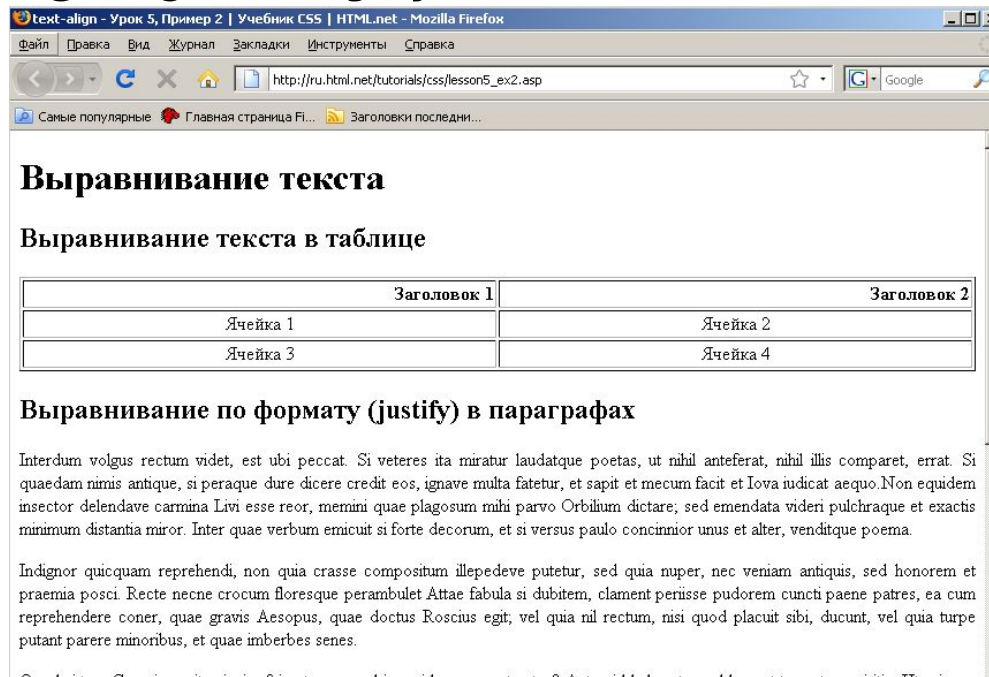 text-align - Урок 5, Пример 2 | Учебник CSS | HTML.net - Mozilla Firefox
Файл Правка Вид Журнал Закладки Инструменты Справка
http://ru.html.net/tutorials/css/lesson5_ex2.asp
G Google
Самые популярные Главная страница Fi... Заголовки последни...
Выравнивание текста
Выравнивание текста в таблице
Заголовок 1 Заголовок 2
Ячейка 1 Ячейка 2
Ячейка 3 Ячейка 4
Выравнивание по формату (justify) в параграфах
Interdum volgus rectum videt, est ubi peccat. Si veteres ita miratur laudatque poetas, ut nihil anteferat, nihil illis comparet, errat. Si
quaedam nimis antique, si peraque dure dicere credit eos, ignave multa fatetur, et sapit et mecum facit et Iova iudicat aequo.Non equidem
insector delendave carmina Livi esse reor, memini quae plagosum mihi parvo Orbilium dictare; sed emendata videri pulchraque et exactis
minimum distantia miror. Inter quae verbum emicuit si forte decorum, et si versus paulo concinnior unus et alter, venditque poema.
Indignor quicquam reprehendi, non quia crasse compositum illepedeve putetur, sed quia nuper, nec veniam antiquis, sed honorem et
praemia posci. Recte necne crocum floresque perambulet Attae fabula si dubitem, clament periisse pudorem cuncti paene patres, ea cum
reprehendere coner, quae gravis Aesopus, quae doctus Roscius egit; vel quia nil rectum, nisi quod placuit sibi, ducunt, vel quia turpe
putant parere minoribus, et quae imberbes senes.